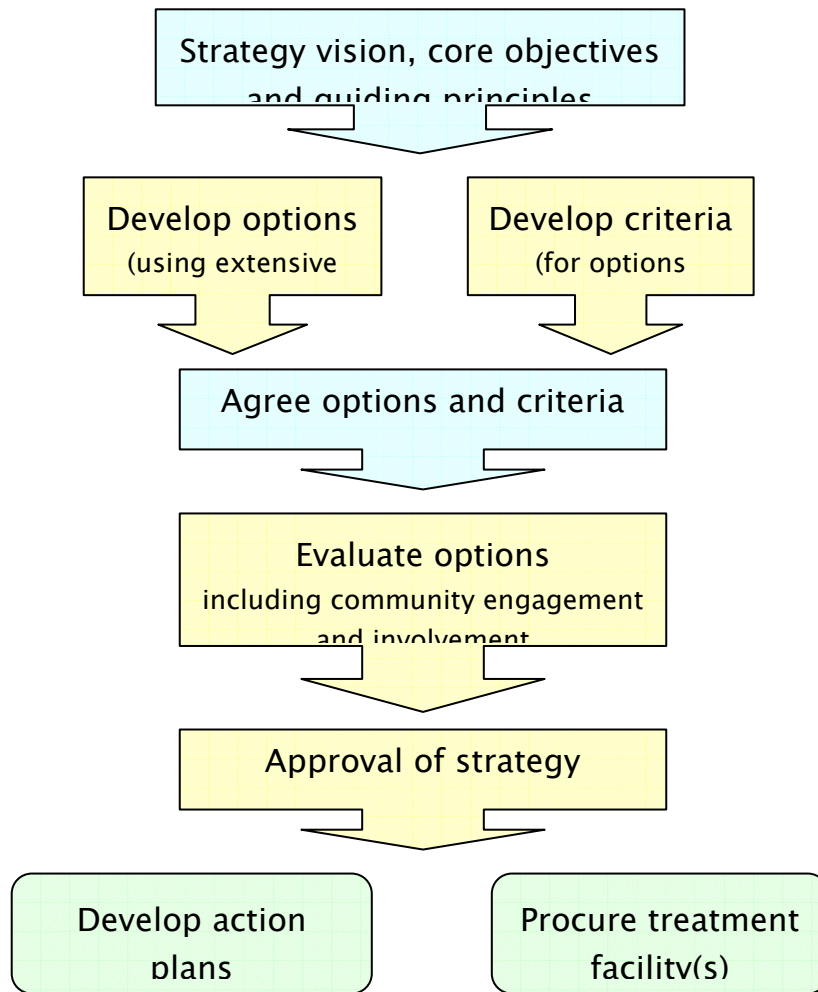 Strategy vision, core objectives
and guiding principles
Develop options
(using extensive
Develop criteria
(for options
Agree options and criteria
Evaluate options
including community engagement
and involvement
Approval of strategy
Develop action
plans
Procure treatment
facility(s)